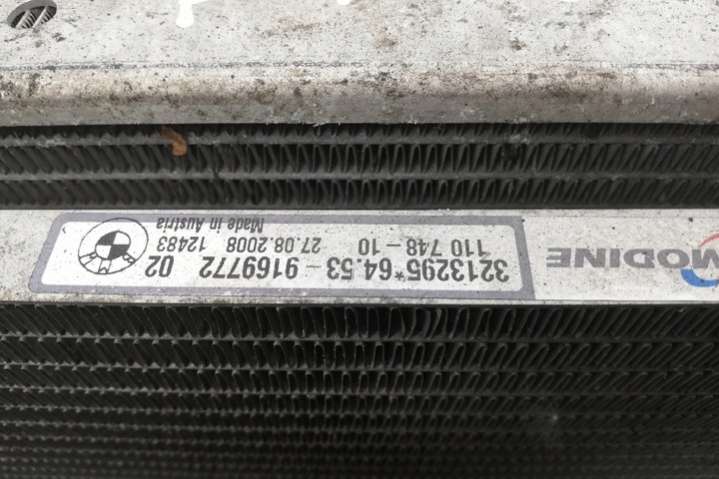 MODINE
3213295*64.53-9169772 02
110 748-10 27.08.2008 12483
Made in Austria